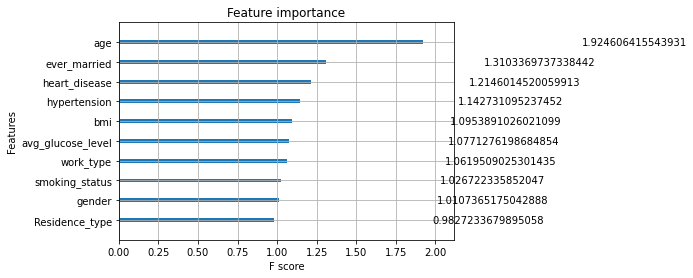 Feature importance
age 1.924606415543931
ever_married 1.3103369737338442
heart_disease 1.2146014520059913
hypertension 1.142731095237452
bmi 1.0953891026021099
avg_glucose_level 1.0771276198684854
work_type 1.0619509025301435
smoking_status 1.026722335852047
gender 1.0107365175042888
Residence_type 0.9827233679895058
Features
0.00 0.25 0.50 0.75 1.00 1.25 1.50 1.75 2.00
F score